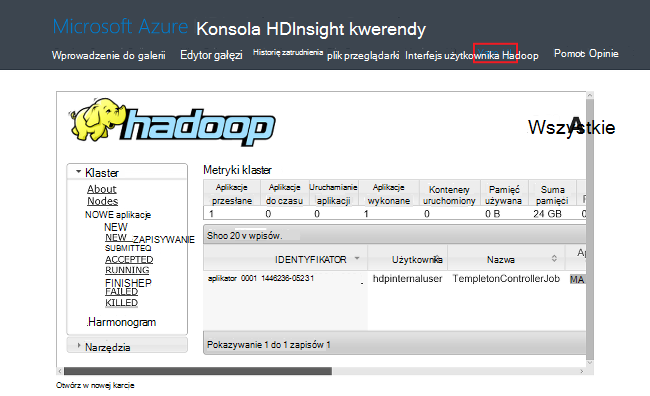 Microsoft Azure Konsola HDInsight kwerendy
Wprowadzenie do galerii Edytor gałęzi Historię zatrudnienia plik przeglądarki Interfejs użytkownika Hadoop Pomoc Opinie
hadoop
Wszystkie
Klaster
About
Nodes
NOWE aplikacje
NEW
NEW_ZAPISYWANIE
SUBMITTEQ
ACCEPTED
RUNNING
FINISHEP
FAILED
KILLED
.Harmonogram
Narzędzia
Metryki klaster
Aplikacje przesłane Aplikacje do czasu Uruchamianie aplikacji Aplikacje wykonane Kontenery uruchomiony Pamięć używana Suma pamięci
1 0 0 1 0 0 B 24 GB
Shoo 20 v wpisów.
IDENTYFIKATOR Użytkownika Nazwa Ap
aplikator 0001 1446236-05231 hdpinternaluser TempletonControllerJob MA
Pokazywanie 1 do 1 zapisów 1
Otwórz w nowej karcie